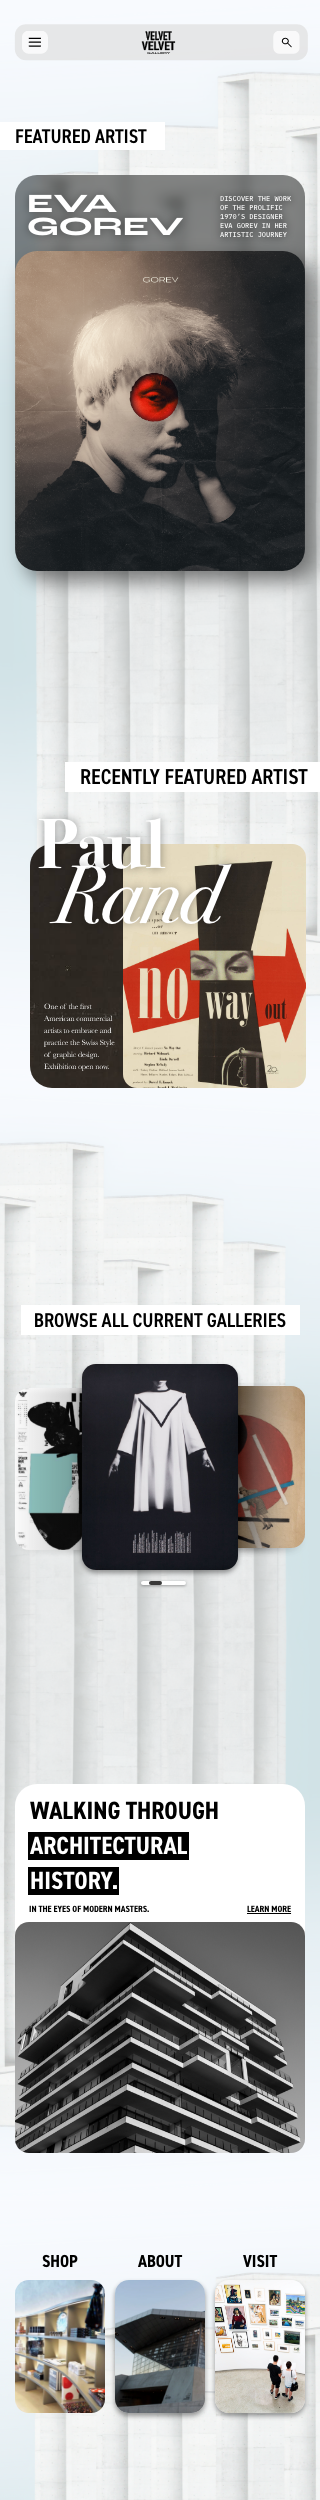 VELVET
VELVET
GALLERY
FEATURED ARTIST
EVA
GOREV
DISCOVER THE WORK
OF THE PROLIFIC
1970'S DESIGNER
EVA GOREV IN HER
ARTISTIC JOURNEY
GOREV
RECENTLY FEATURED ARTIST
Paul
Rand
no
way
out
One of the first
American commercial
artists to embrace and
practice the Swiss Style
of graphic design.
Exhibition open now.
BROWSE ALL CURRENT GALLERIES
WALKING THROUGH
ARCHITECTURAL
HISTORY.
IN THE EYES OF MODERN MASTERS.
LEARN MORE
SHOP
ABOUT
VISIT